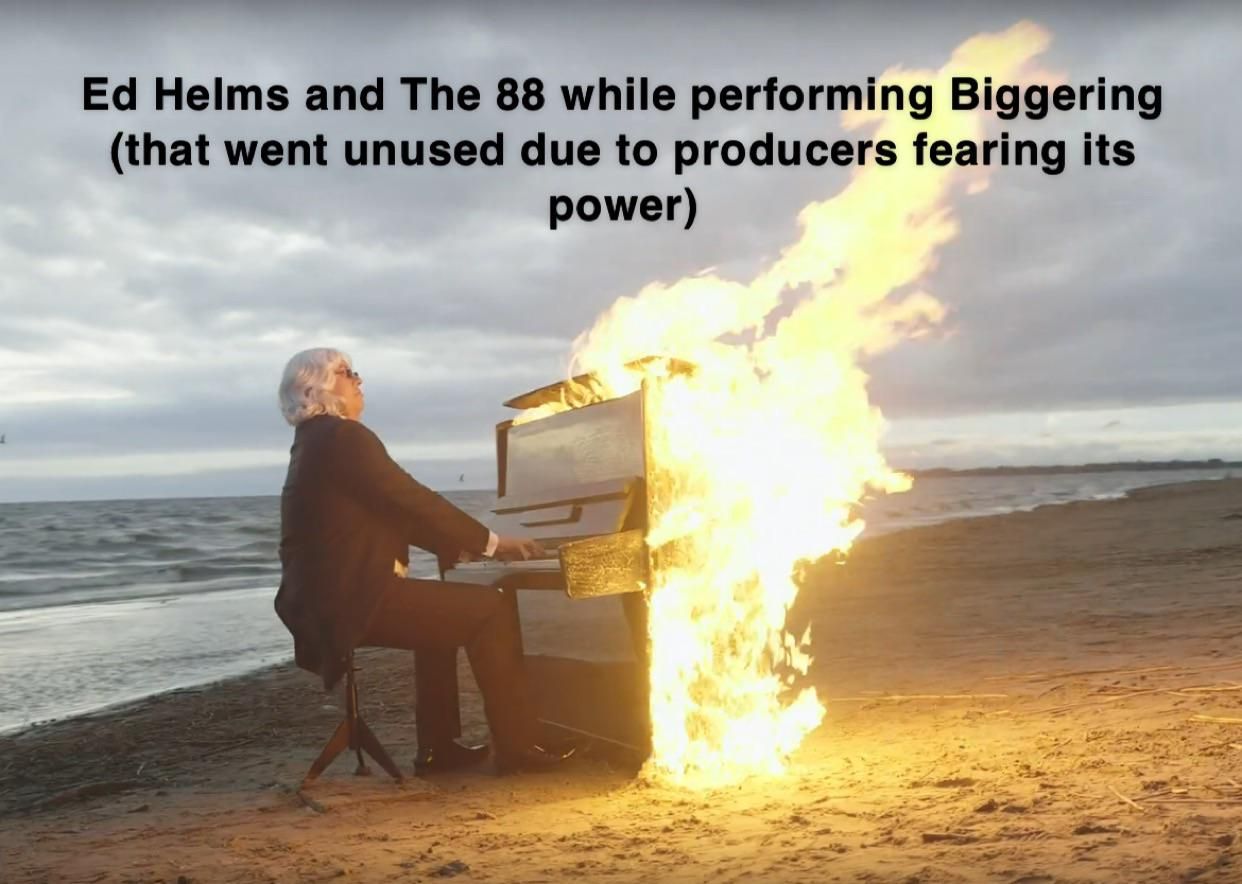 Ed Helms and The 88 while performing Biggering
(that went unused due to producers fearing its
power)